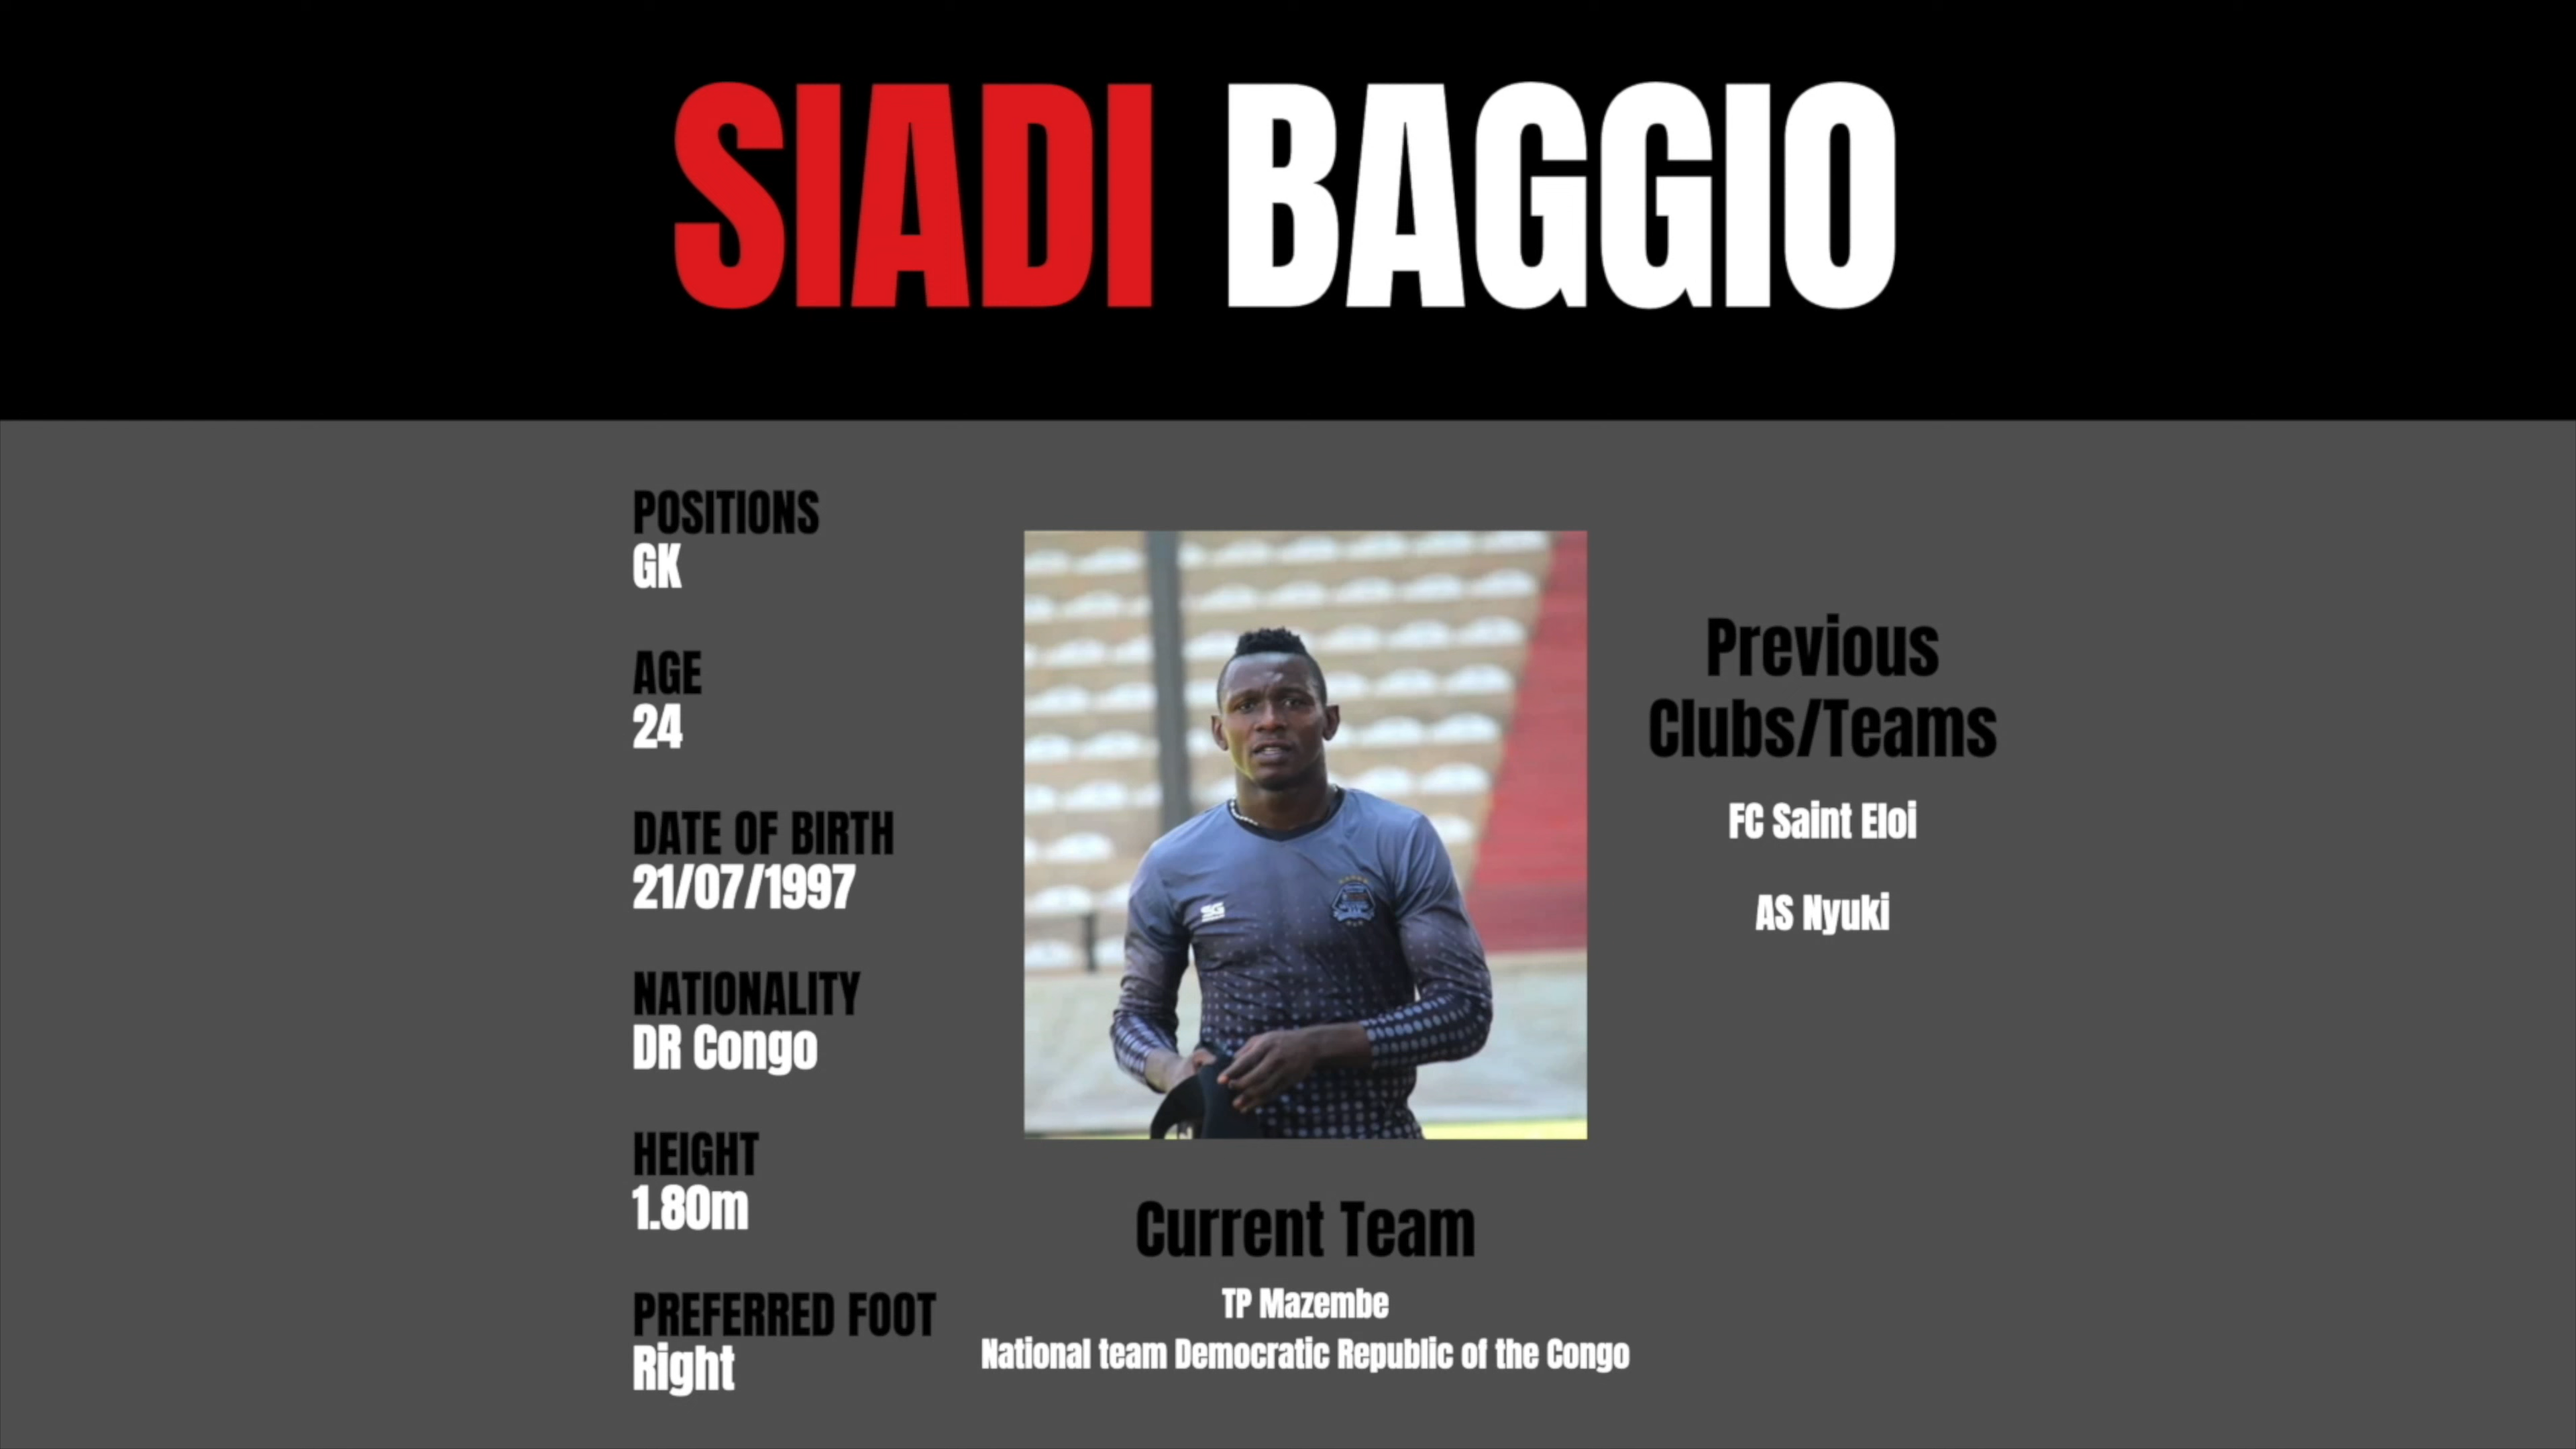 SIADI BAGGIO
POSITIONS
GK
AGE
24
DATE OF BIRTH
21/07/1997
NATIONALITY
DR Congo
HEIGHT
1.80m
PREFERRED FOOT
Right
SG
Current Team
TP Mazembe
National team Democratic Republic of the Congo
Previous
Clubs/Teams
FC Saint Eloi
AS Nyuki